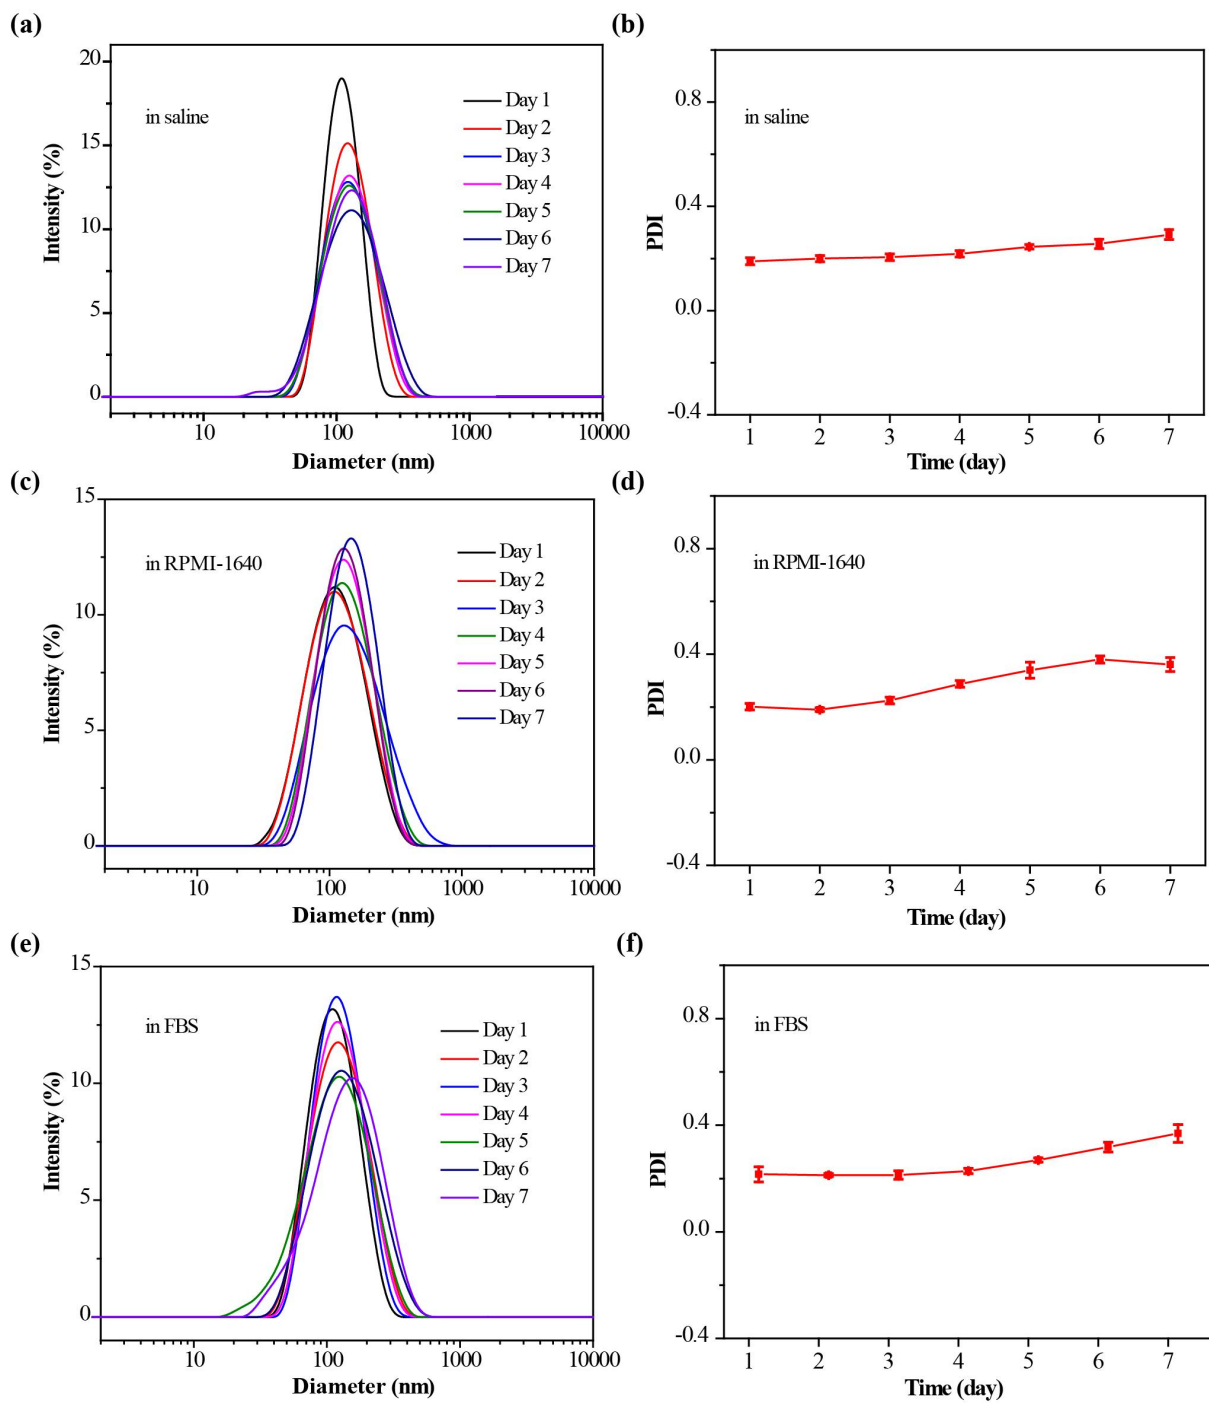 (a)
20
15
10
5
0
Intensity (%)
in saline
Day 1
Day 2
Day 3
Day 4
Day 5
Day 6
Day 7
10
100
1000
10000
Diameter (nm)
(b)
0.8
0.4
0.0
-0.4
PDI
in saline
1 2 3 4 5 6 7
Time (day)
(c)
15
10
5
0
Intensity (%)
in RPMI-1640
Day 1
Day 2
Day 3
Day 4
Day 5
Day 6
Day 7
10
100
1000
10000
Diameter (nm)
(d)
0.8
0.4
0.0
-0.4
PDI
in RPMI-1640
1 2 3 4 5 6 7
Time (day)
(e)
15
10
5
0
Intensity (%)
in FBS
Day 1
Day 2
Day 3
Day 4
Day 5
Day 6
Day 7
10
100
1000
10000
Diameter (nm)
(f)
0.8
0.4
0.0
-0.4
PDI
in FBS
1 2 3 4 5 6 7
Time (day)